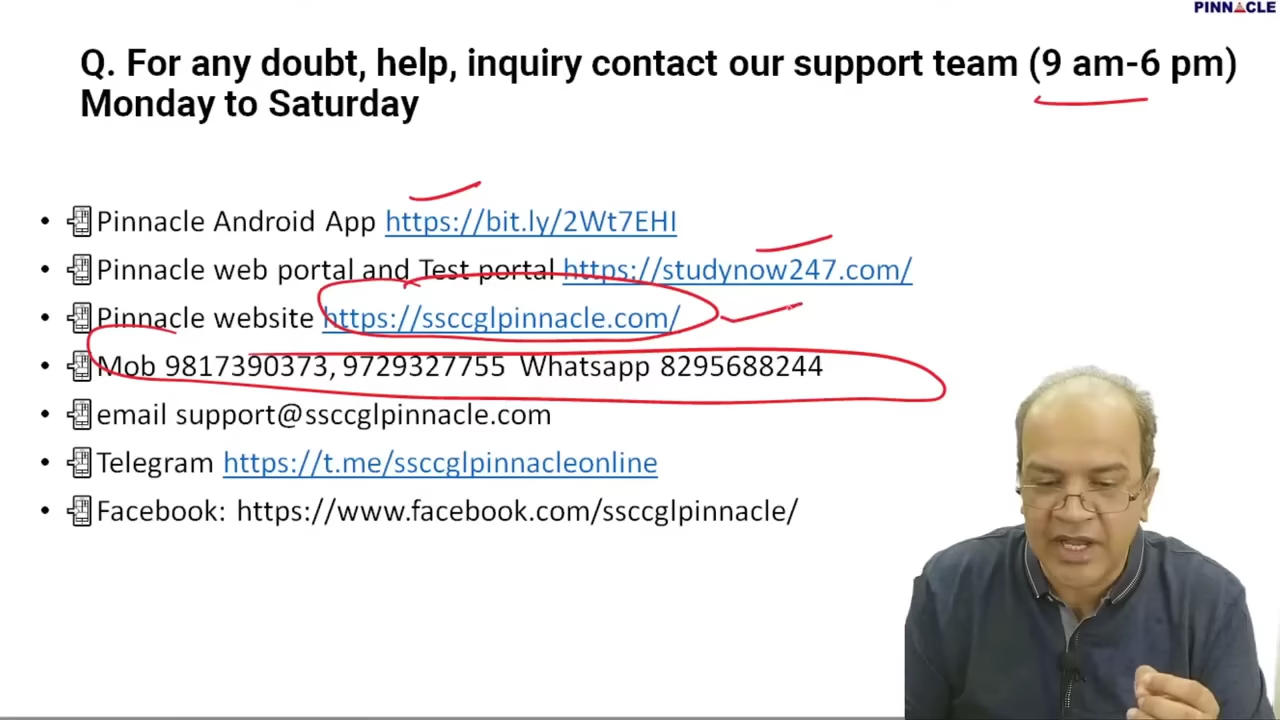 PINNACLE
Q. For any doubt, help, inquiry contact our support team (9 am-6 pm)
Monday to Saturday
• Pinnacle Android App https://bit.ly/2Wt7EHI
• Pinnacle web portal and Test portal https://studynow247.com/
• Pinnacle website https://ssccglpinnacle.com/
• Mob 9817390373, 9729327755 Whatsapp 8295688244
• email support@ssccglpinnacle.com
• Telegram https://t.me/ssccglpinnacleonline
• Facebook: https://www.facebook.com/ssccglpinnacle/